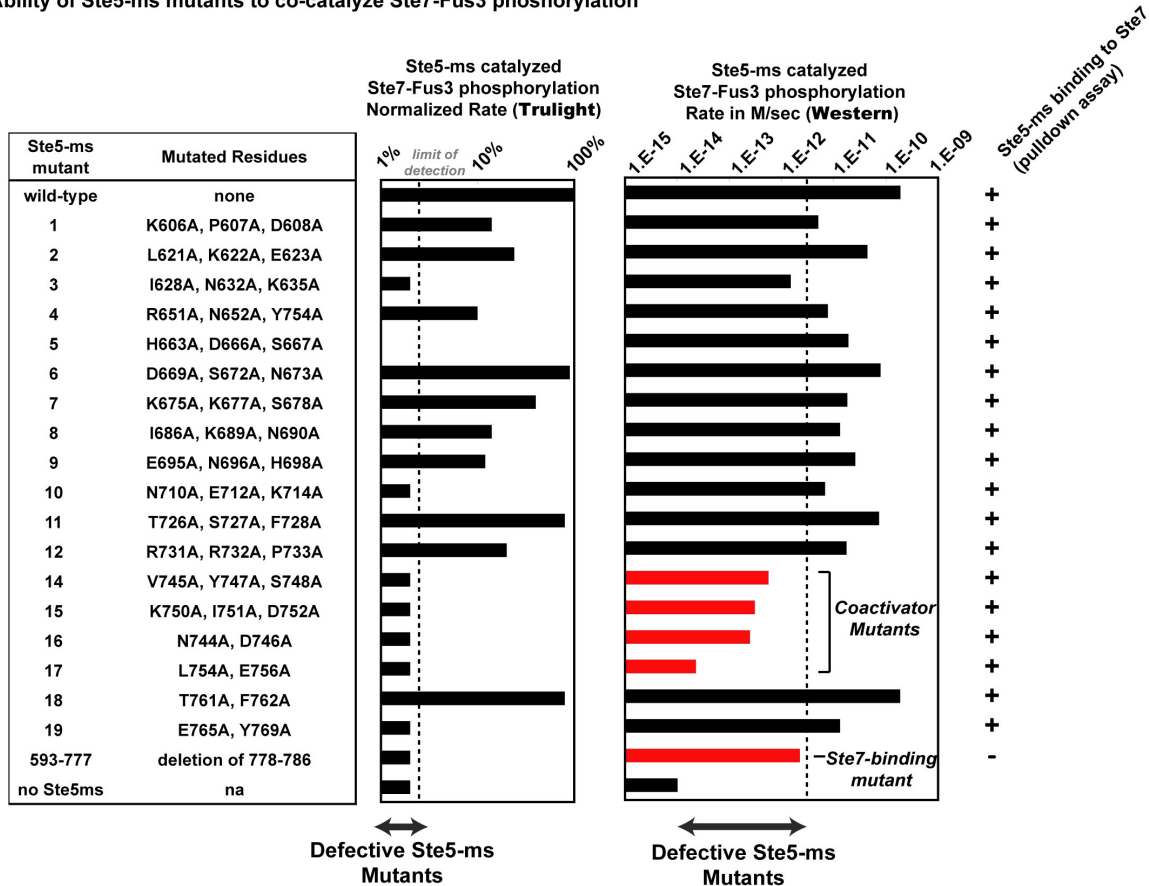 Ability of Ste5-ms mutants to co-catalyze Ste7-Fus3 phoshorylation
Ste5-ms catalyzed
Ste7-Fus3 phosphorylation
Normalized Rate (Trulight)
Ste5-ms catalyzed
Ste7-Fus3 phosphorylation
Rate in M/sec (Western)
Ste5-ms binding to Ste7
(pulldown assay)
1% 10% 100%
limit of
detection
1.E-15 1.E-14 1.E-13 1.E-12 1.E-11 1.E-10 1.E-09
Ste5-ms
mutant
Mutated Residues
wild-type none +
1 K606A, P607A, D608A +
2 L621A, K622A, E623A +
3 I628A, N632A, K635A +
4 R651A, N652A, Y754A +
5 H663A, D666A, S667A +
6 D669A, S672A, N673A +
7 K675A, K677A, S678A +
8 I686A, K689A, N690A +
9 E695A, N696A, H698A +
10 N710A, E712A, K714A +
11 T726A, S727A, F728A +
12 R731A, R732A, P733A +
14 V745A, Y747A, S748A +
15 K750A, I751A, D752A +
16 N744A, D746A +
17 L754A, E756A +
Coactivator
Mutants
18 T761A, F762A +
19 E765A, Y769A +
593-777 deletion of 778-786 -
Ste7-binding
mutant
no Ste5ms na
Defective Ste5-ms
Mutants
Defective Ste5-ms
Mutants